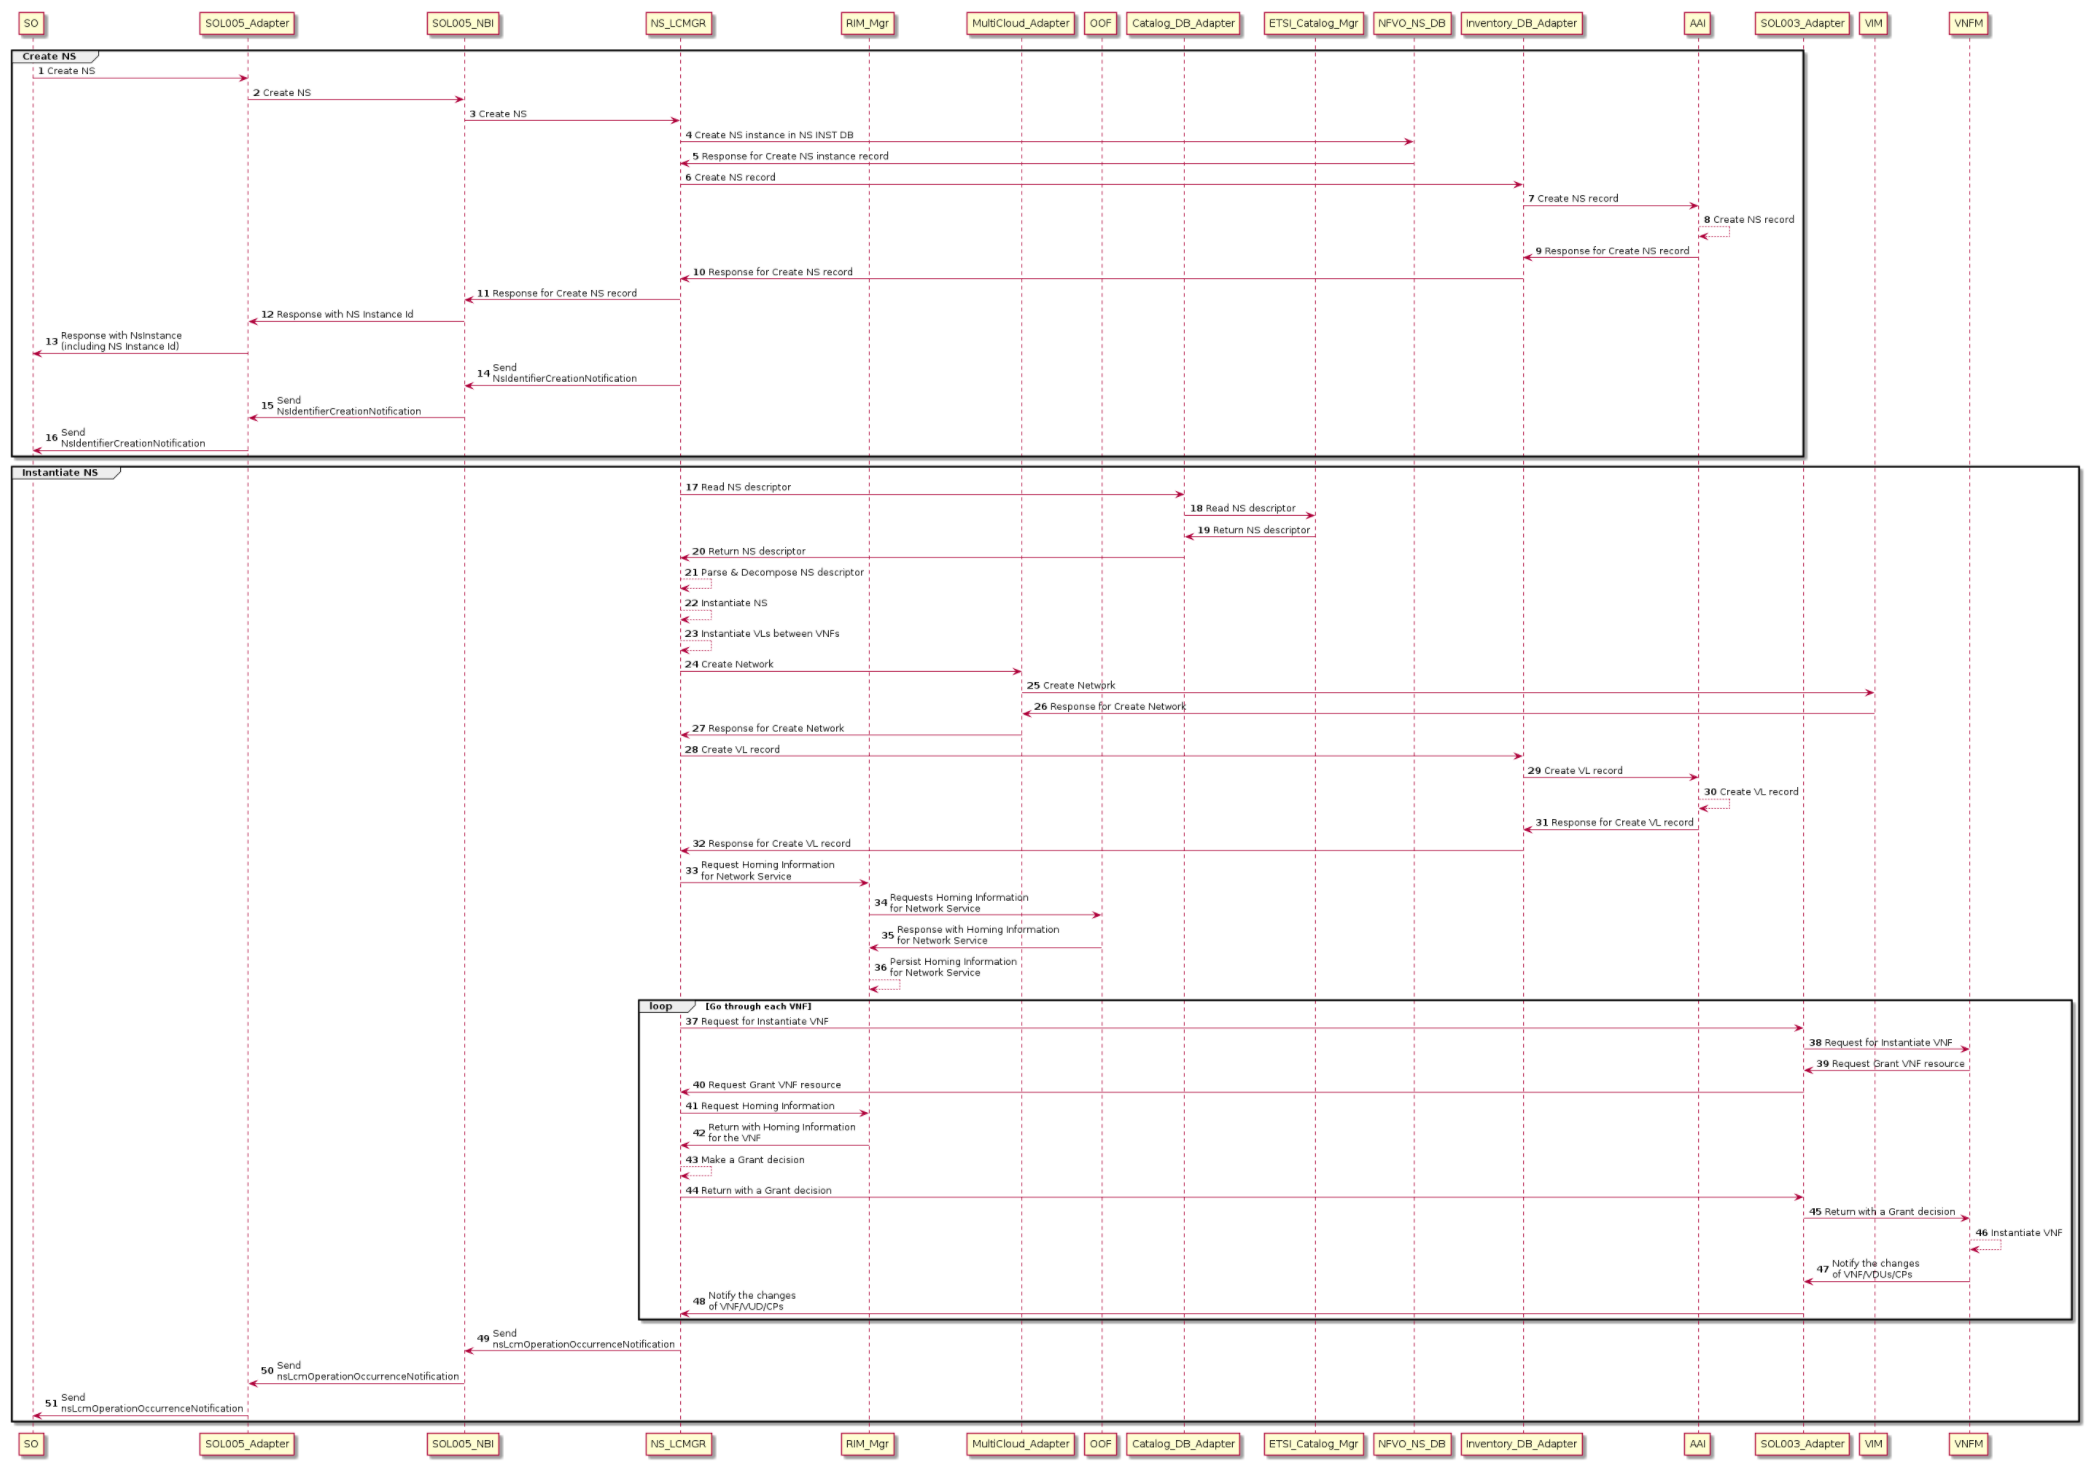 SO SOL005_Adapter SOL005_NBI NS_LCMGR RIM_Mgr MultiCloud_Adapter OOF Catalog_DB_Adapter ETSI_Catalog_Mgr NFVO_NS_DB Inventory_DB_Adapter AAI SOL003_Adapter VIM VNFM
Create NS
1 Create NS
2 Create NS
3 Create NS
4 Create NS instance in NS INST DB
5 Response for Create NS instance record
6 Create NS record
7 Create NS record
8 Create NS record
9 Response for Create NS record
10 Response for Create NS record
11 Response for Create NS record
12 Response with NS Instance Id
13 Response with NsInstance
(including NS Instance Id)
14 Send
NsIdentifierCreationNotification
15 Send
NsIdentifierCreationNotification
16 Send
NsIdentifierCreationNotification
Instantiate NS
17 Read NS descriptor
18 Read NS descriptor
19 Return NS descriptor
20 Return NS descriptor
21 Parse & Decompose NS descriptor
22 Instantiate NS
23 Instantiate VLs between VNFs
24 Create Network
25 Create Network
26 Response for Create Network
27 Response for Create Network
28 Create VL record
29 Create VL record
30 Create VL record
31 Response for Create VL record
32 Response for Create VL record
33 Request Homing Information
for Network Service
34 Requests Homing Information
for Network Service
35 Response with Homing Information
for Network Service
36 Persist Homing Information
for Network Service
loop [Go through each VNF]
37 Request for Instantiate VNF
38 Request for Instantiate VNF
39 Request Grant VNF resource
40 Request Grant VNF resource
41 Request Homing Information
42 Return with Homing Information
for the VNF
43 Make a Grant decision
44 Return with a Grant decision
45 Return with a Grant decision
46 Instantiate VNF
47 Notify the changes
of VNF/VDUs/CPs
48 Notify the changes
of VNF/VUD/CPs
49 Send
nsLcmOperationOccurrenceNotification
50 Send
nsLcmOperationOccurrenceNotification
51 Send
nsLcmOperationOccurrenceNotification
SO SOL005_Adapter SOL005_NBI NS_LCMGR RIM_Mgr MultiCloud_Adapter OOF Catalog_DB_Adapter ETSI_Catalog_Mgr NFVO_NS_DB Inventory_DB_Adapter AAI SOL003_Adapter VIM VNFM